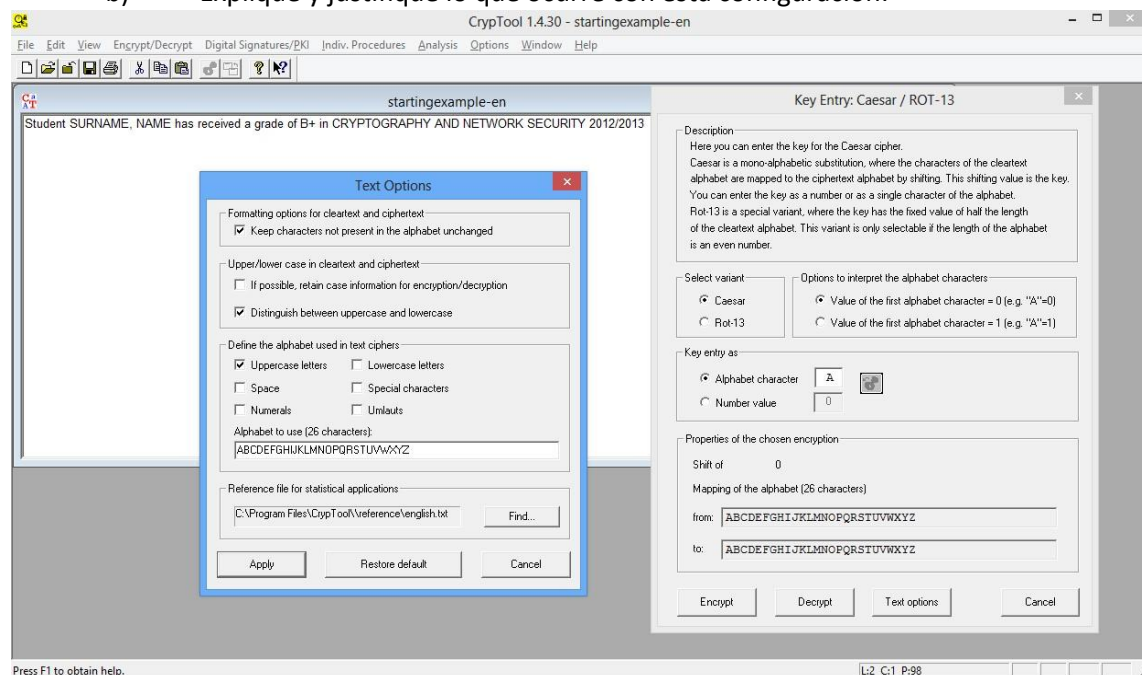 b) Explique y justifique lo que ocurre con esta configuración.
CrypTool 1.4.30 - startingexample-en
File Edit View Encrypt/Decrypt Digital Signatures/PKI Indiv. Procedures Analysis Options Window Help
startingexample-en
Student SURNAME, NAME has received a grade of B+ in CRYPTOGRAPHY AND NETWORK SECURITY 2012/2013
Text Options
Formatting options for cleartext and ciphertext
Keep characters not present in the alphabet unchanged
Upper/lower case in cleartext and ciphertext
If possible, retain case information for encryption/decryption
Distinguish between uppercase and lowercase
Define the alphabet used in text ciphers
Uppercase letters Lowercase letters
Space Special characters
Numerals Umlauts
Alphabet to use (26 characters):
ABCDEFGHIJKLMNOPQRSTUVWXYZ
Reference file for statistical applications
C:\Program Files\CrypTool\\reference\english.txt Find...
Apply Restore default Cancel
Key Entry: Caesar / ROT-13
Description
Here you can enter the key for the Caesar cipher.
Caesar is a mono-alphabetic substitution, where the characters of the cleartext
alphabet are mapped to the ciphertext alphabet by shifting. This shifting value is the key.
You can enter the key as a number or as a single character of the alphabet.
Rot-13 is a special variant, where the key has the fixed value of half the length
of the cleartext alphabet. This variant is only selectable if the length of the alphabet
is an even number.
Select variant Options to interpret the alphabet characters
Caesar Value of the first alphabet character = 0 (e.g. "A"=0)
Rot-13 Value of the first alphabet character = 1 (e.g. "A"=1)
Key entry as
Alphabet character A
Number value 0
Properties of the chosen encryption
Shift of 0
Mapping of the alphabet (26 characters)
from: ABCDEFGHIJKLMNOPQRSTUVWXYZ
to: ABCDEFGHIJKLMNOPQRSTUVWXYZ
Encrypt Decrypt Text options Cancel
Press F1 to obtain help. L:2 C:1 P:98